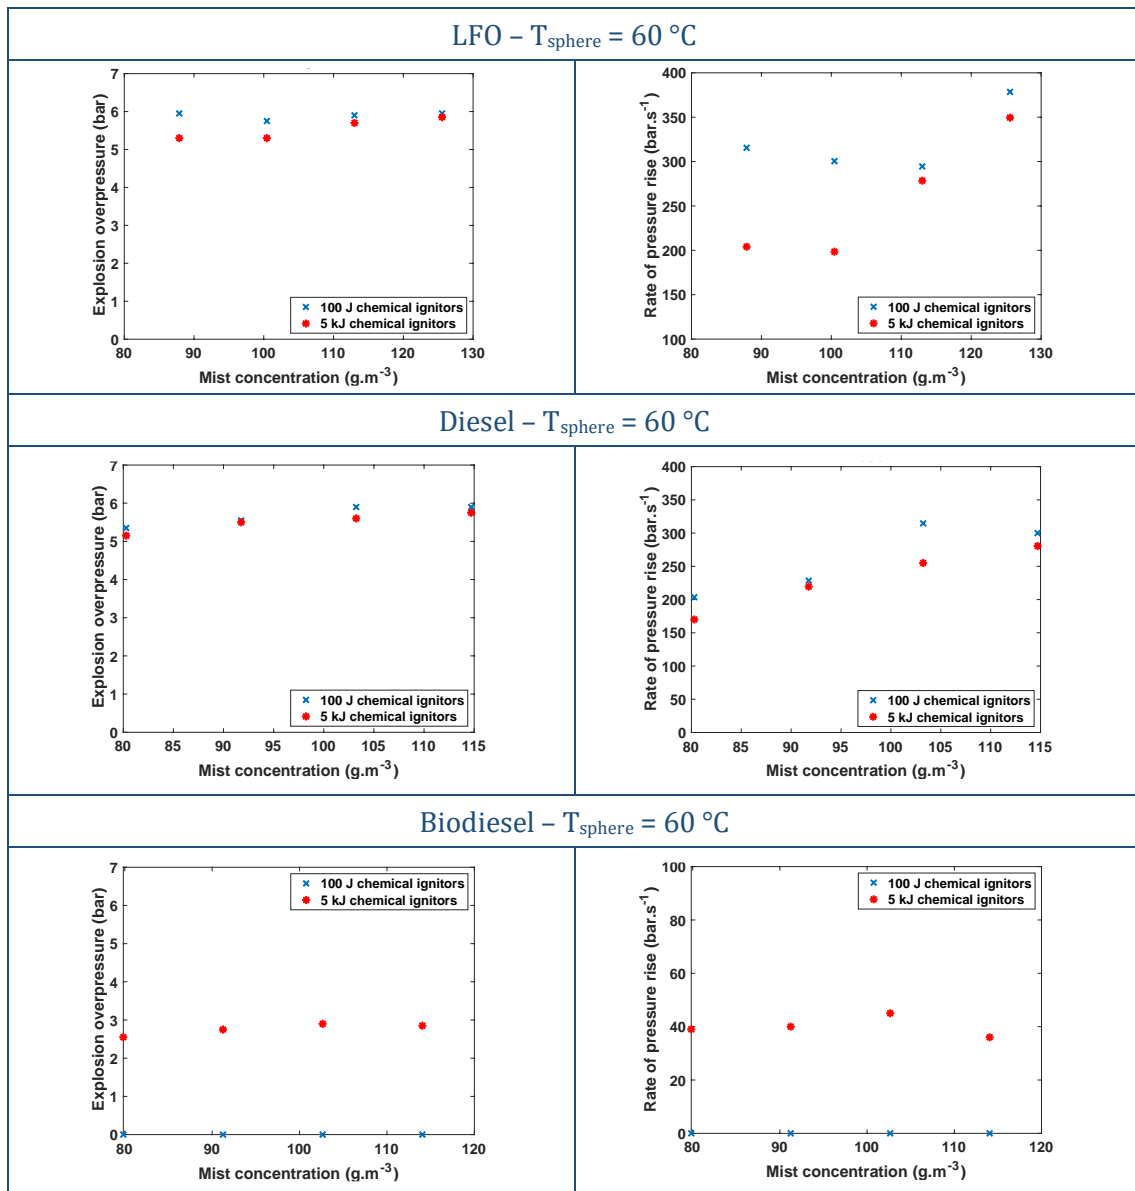 LFO – Tsphere = 60 °C
7
6
5
4
3
2
1
0
80 90 100 110 120 130
Explosion overpressure (bar)
Mist concentration (g.m-3)
100 J chemical ignitors
5 kJ chemical ignitors
400
350
300
250
200
150
100
80 90 100 110 120 130
Rate of pressure rise (bar.s-1)
Mist concentration (g.m-3)
100 J chemical ignitors
5 kJ chemical ignitors
Diesel – Tsphere = 60 °C
7
6
5
4
3
2
1
0
80 85 90 95 100 105 110 115
Explosion overpressure (bar)
Mist concentration (g.m-3)
100 J chemical ignitors
5 kJ chemical ignitors
400
350
300
250
200
150
100
50
0
80 85 90 95 100 105 110 115
Rate of pressure rise (bar.s-1)
Mist concentration (g.m-3)
100 J chemical ignitors
5 kJ chemical ignitors
Biodiesel – Tsphere = 60 °C
7
6
5
4
3
2
1
0
80 90 100 110 120
Explosion overpressure (bar)
Mist concentration (g.m-3)
100 J chemical ignitors
5 kJ chemical ignitors
100
80
60
40
20
0
80 90 100 110 120
Rate of pressure rise (bar.s-1)
Mist concentration (g.m-3)
100 J chemical ignitors
5 kJ chemical ignitors